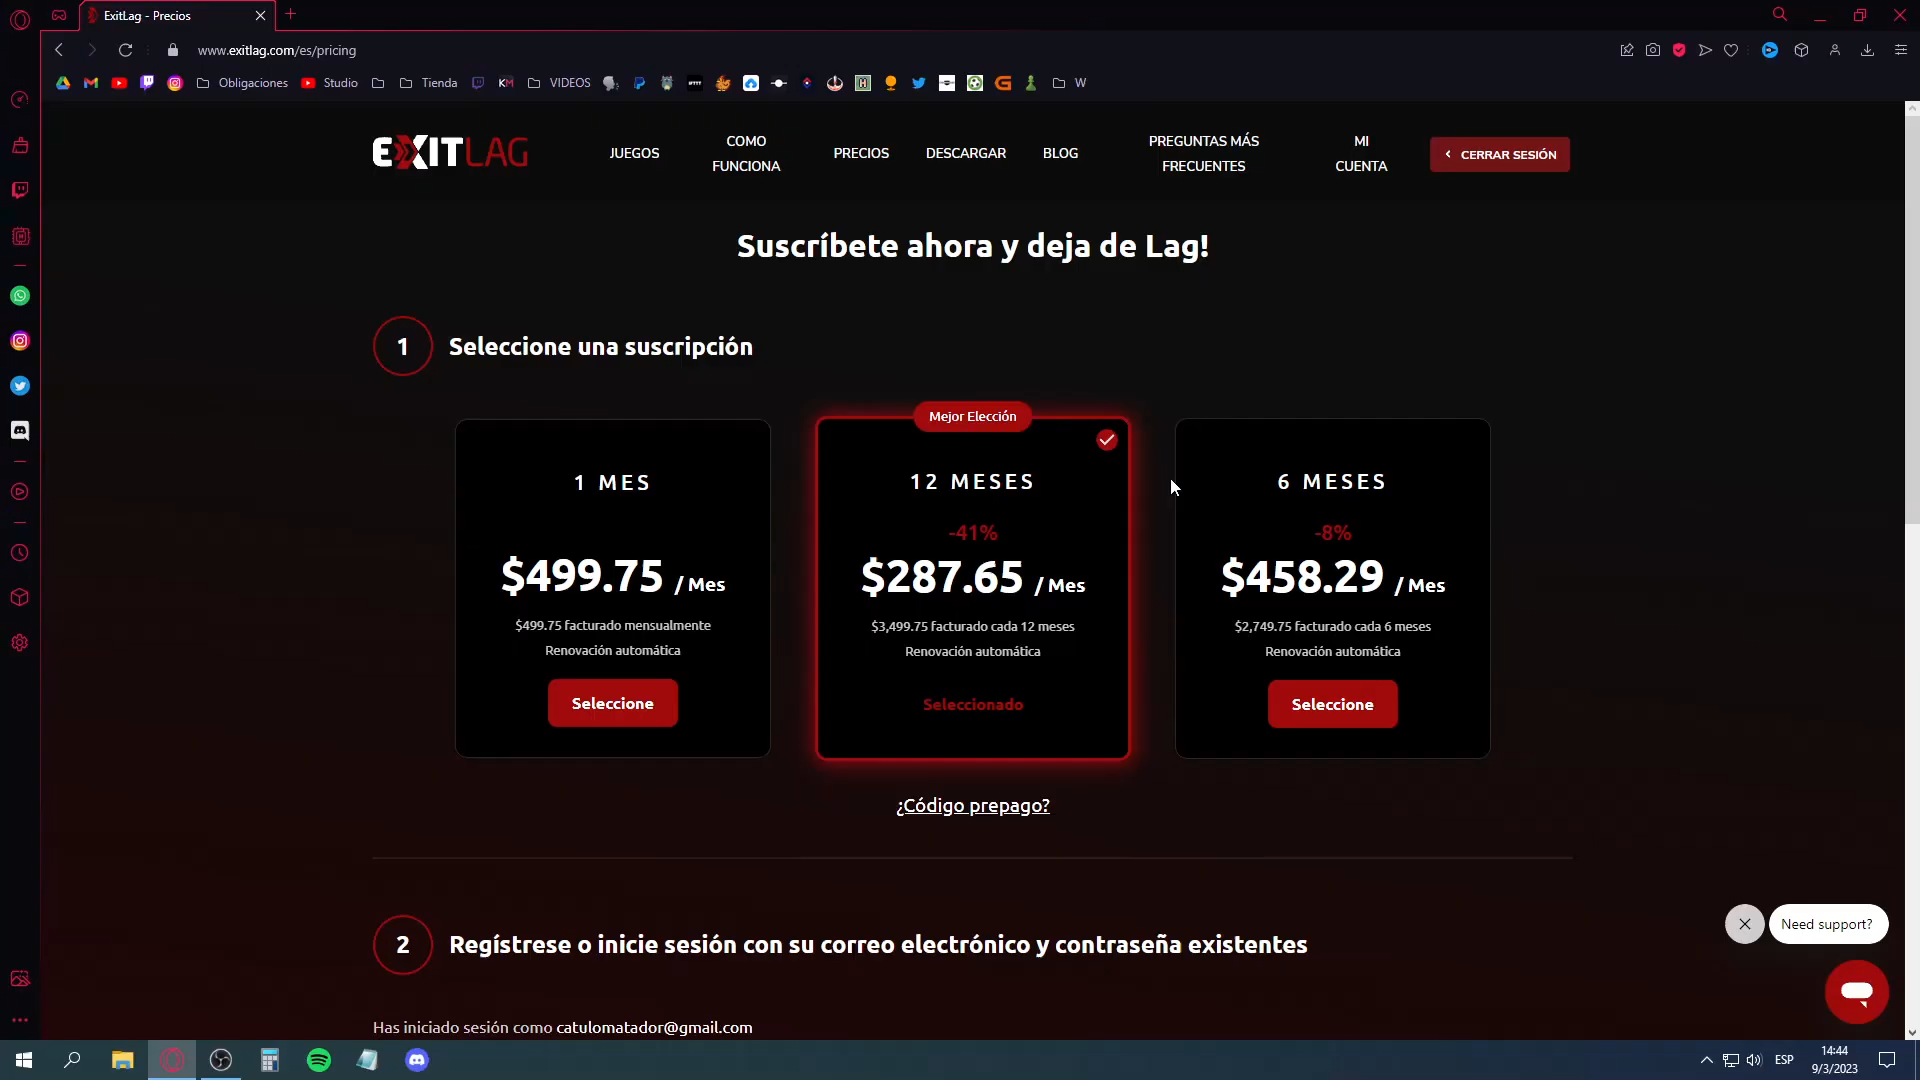 ExitLag - Precios
www.exitlag.com/es/pricing
Obligaciones
Studio
Tienda
KM
VIDEOS
W
EXITLAG
JUEGOS
COMO
FUNCIONA
PRECIOS
DESCARGAR
BLOG
PREGUNTAS MÁS
FRECUENTES
MI
CUENTA
CERRAR SESIÓN
Suscríbete ahora y deja de Lag!
1
Seleccione una suscripción
1 MES
$499.75 / Mes
$499.75 facturado mensualmente
Renovación automática
Seleccione
Mejor Elección
12 MESES
-41%
$287.65 / Mes
$3,499.75 facturado cada 12 meses
Renovación automática
Seleccionado
6 MESES
-8%
$458.29 / Mes
$2,749.75 facturado cada 6 meses
Renovación automática
Seleccione
¿Código prepago?
2
Regístrese o inicie sesión con su correo electrónico y contraseña existentes
Has iniciado sesión como catulomatador@gmail.com
Need support?
ESP
14:44
9/3/2023